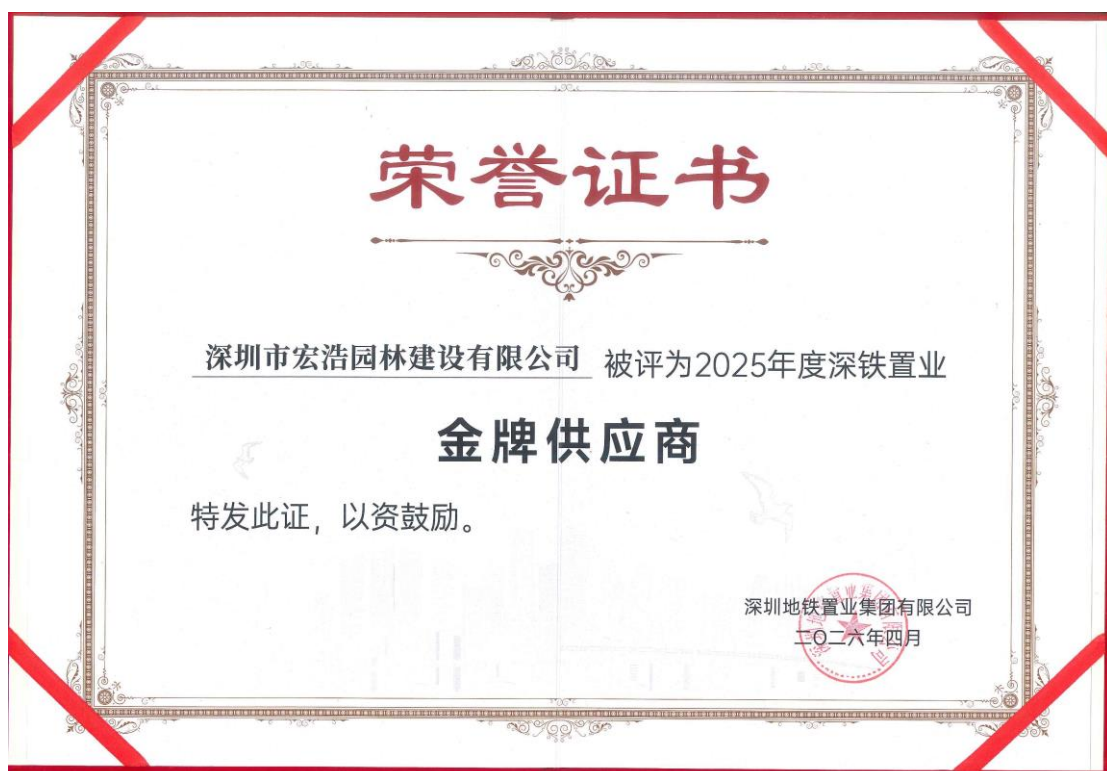 荣誉证书
深圳市宏浩园林建设有限公司 被评为2025年度深铁置业
金牌供应商
特发此证，以资鼓励。
深圳地铁置业集团有限公司
二〇二六年四月